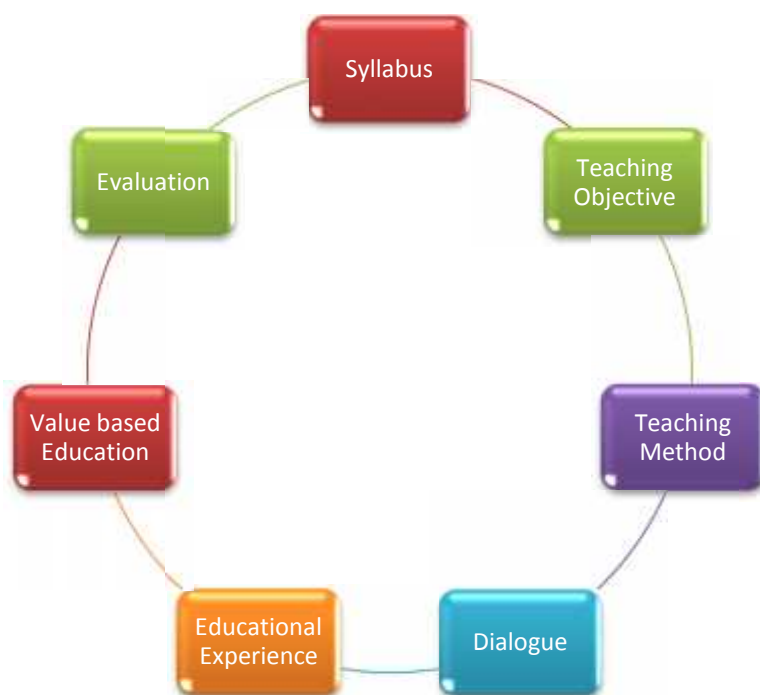 Syllabus
Teaching
Objective
Teaching
Method
Dialogue
Educational
Experience
Value based
Education
Evaluation